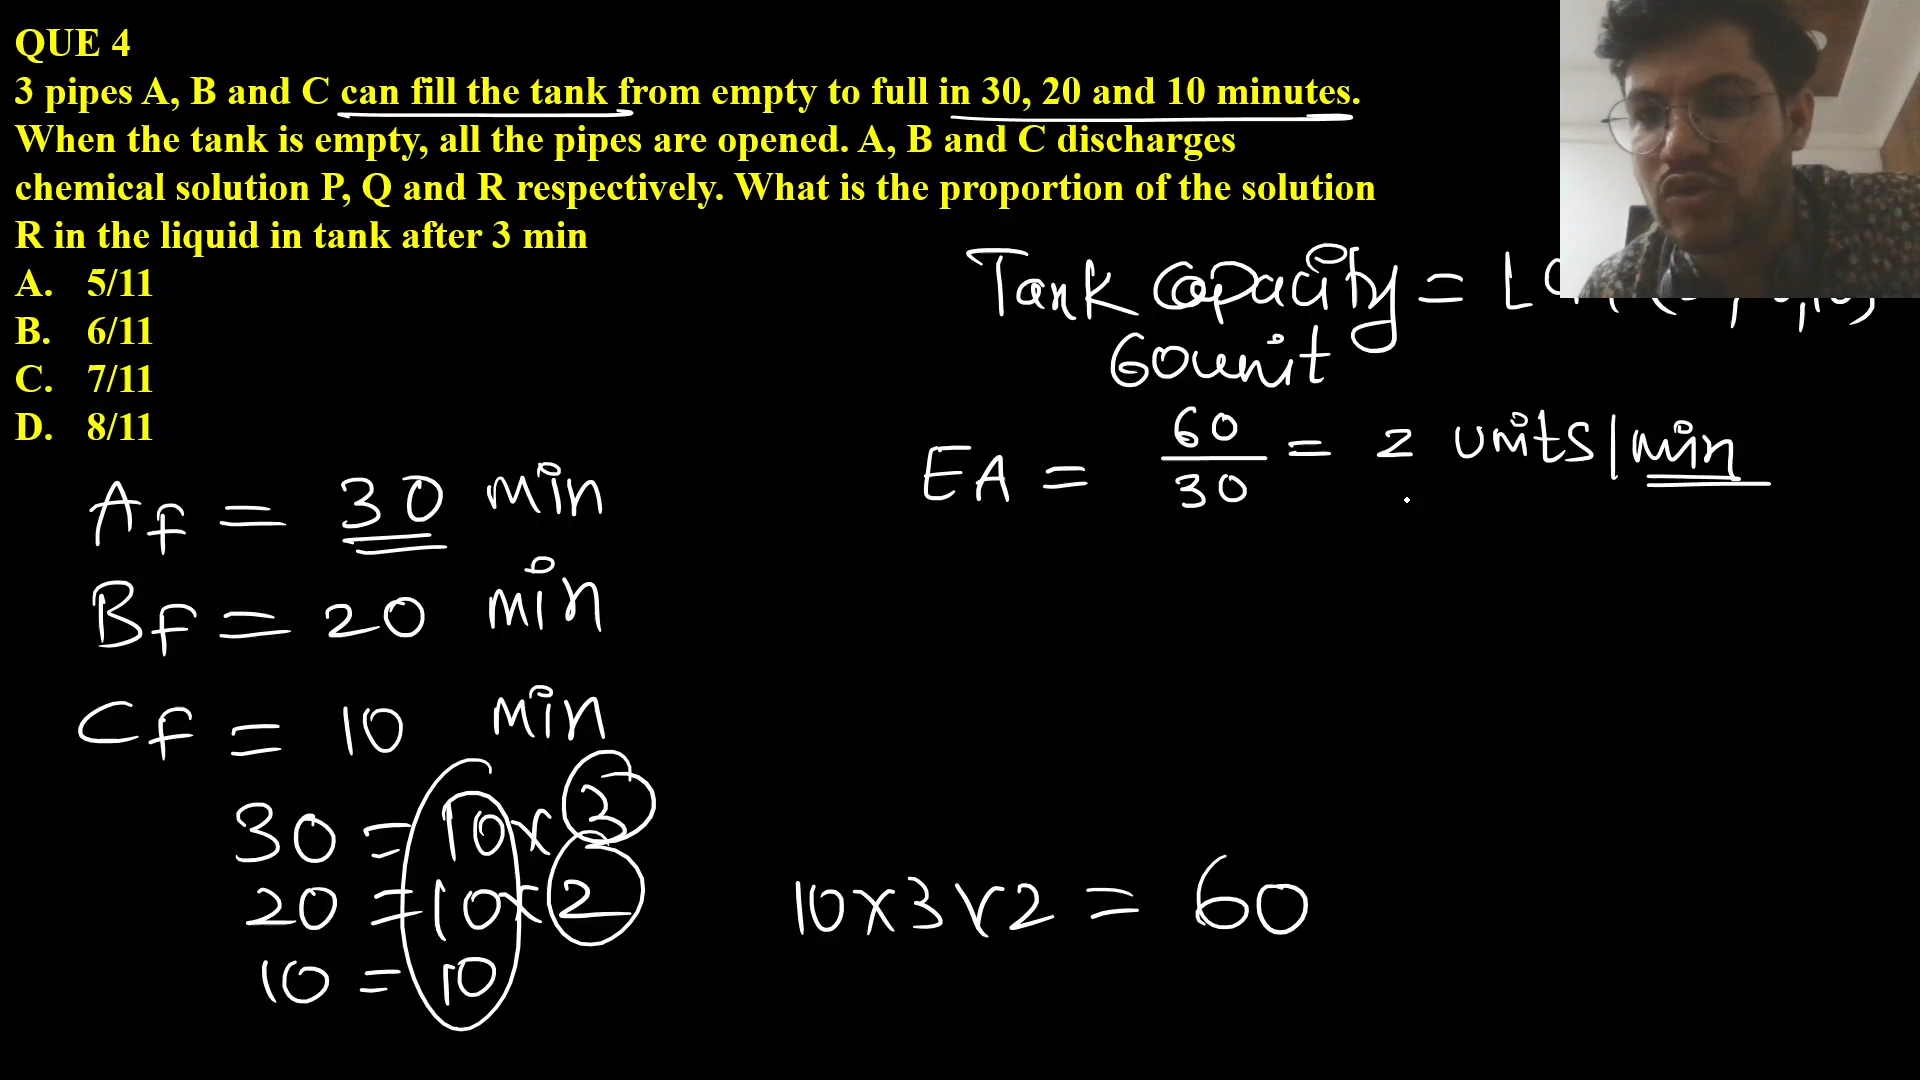 QUE 4
3 pipes A, B and C can fill the tank from empty to full in 30, 20 and 10 minutes.
When the tank is empty, all the pipes are opened. A, B and C discharges
chemical solution P, Q and R respectively. What is the proportion of the solution
R in the liquid in tank after 3 min
A. 5/11
B. 6/11
C. 7/11
D. 8/11
Tank Capacity =
60unit
EA = 60/30 = 2 units/min
Af = 30 min
Bf = 20 min
Cf = 10 min
30 = 10x3
20 = 10x2
10 = 10
10x3x2 = 60